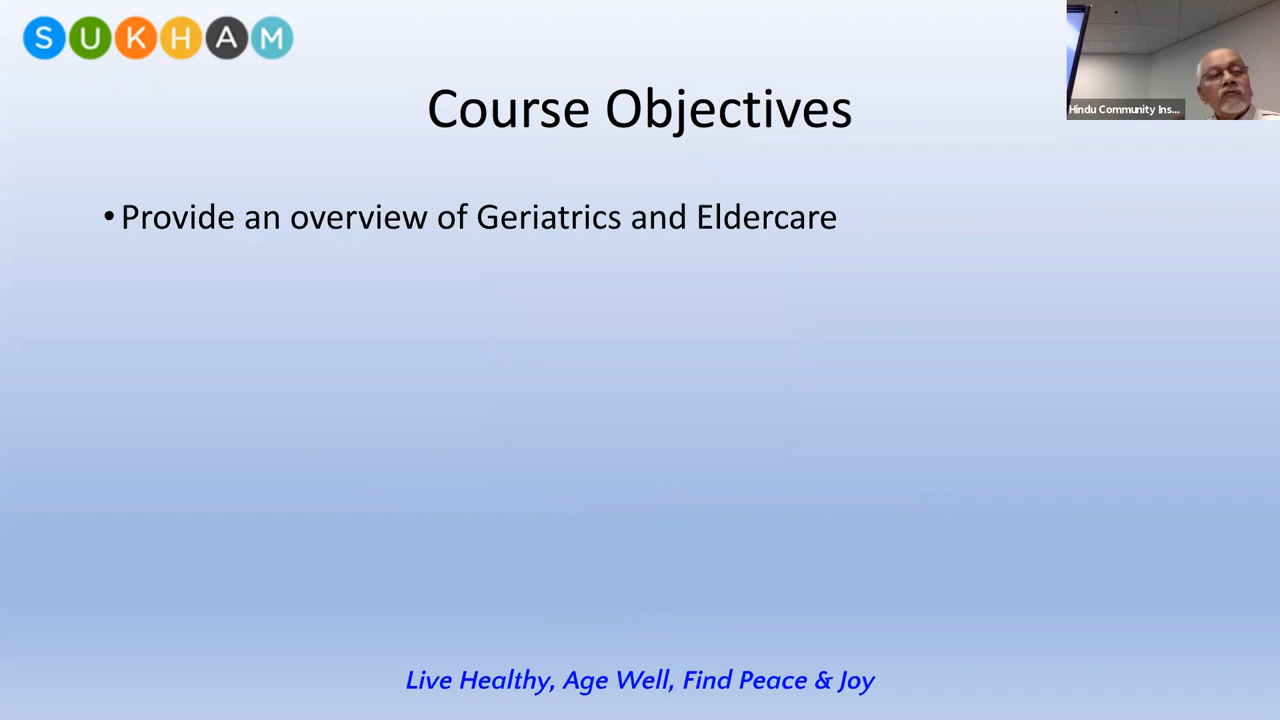 SUKHAM
Course Objectives
Hindu Community Ins...
• Provide an overview of Geriatrics and Eldercare
Live Healthy, Age Well, Find Peace & Joy